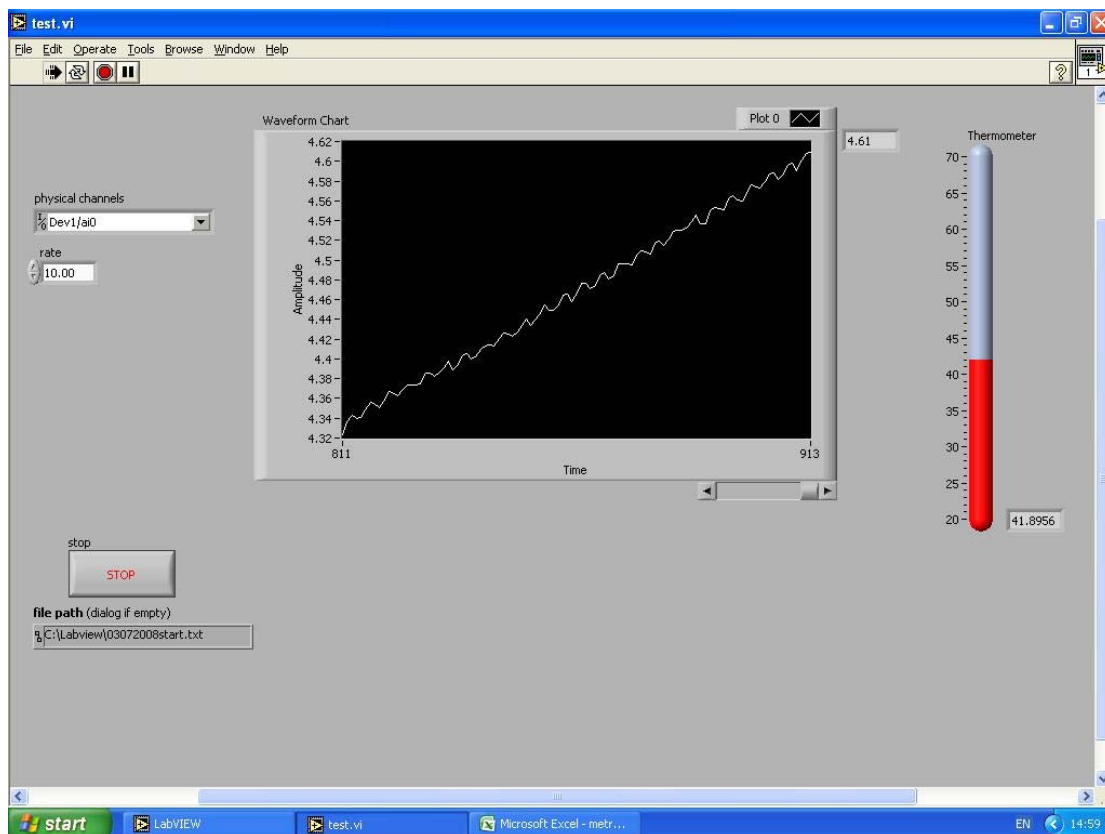 test.vi
File Edit Operate Tools Browse Window Help
1
Waveform Chart
Plot 0
4.61
4.62
4.6
4.58
4.56
4.54
4.52
4.5
4.48
4.46
4.44
4.42
4.4
4.38
4.36
4.34
4.32
Amplitude
811
913
Time
physical channels
Dev1/ai0
rate
10.00
Thermometer
70
65
60
55
50
45
40
35
30
25
20
41.8956
stop
STOP
file path (dialog if empty)
C:\Labview\03072008start.txt
start
LabVIEW
test.vi
Microsoft Excel - metr...
EN
14:59